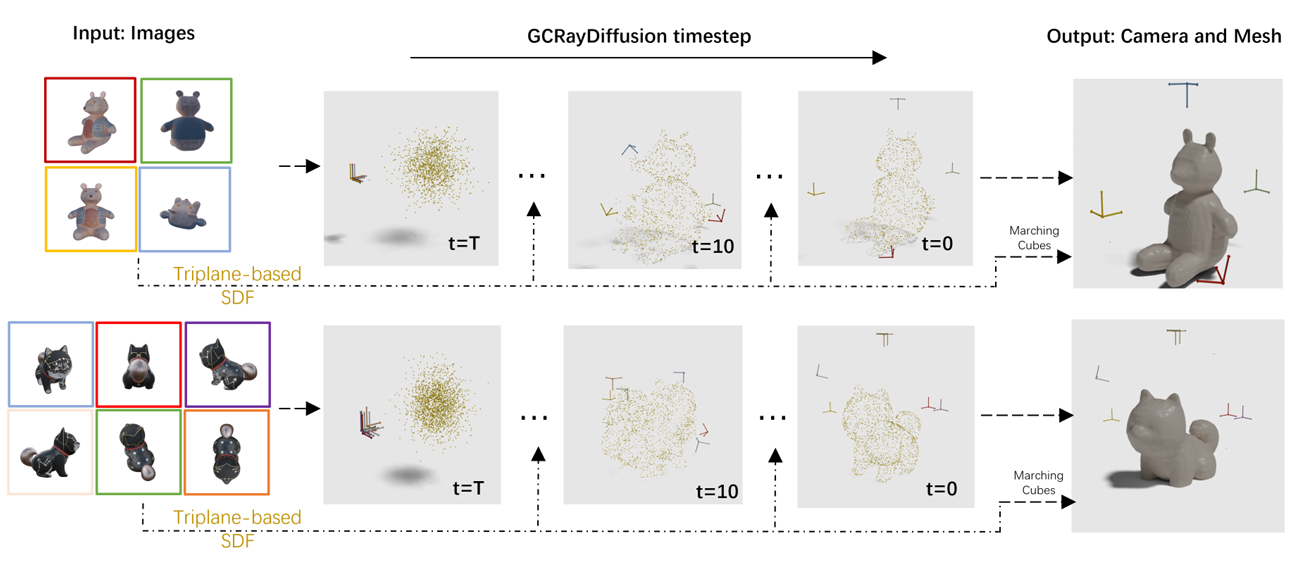 Input: Images
GCRayDiffusion timestep
Output: Camera and Mesh
...
...
t=T
t=10
t=0
Marching
Cubes
Triplane-based
SDF
...
...
t=T
t=10
t=0
Marching
Cubes
Triplane-based
SDF